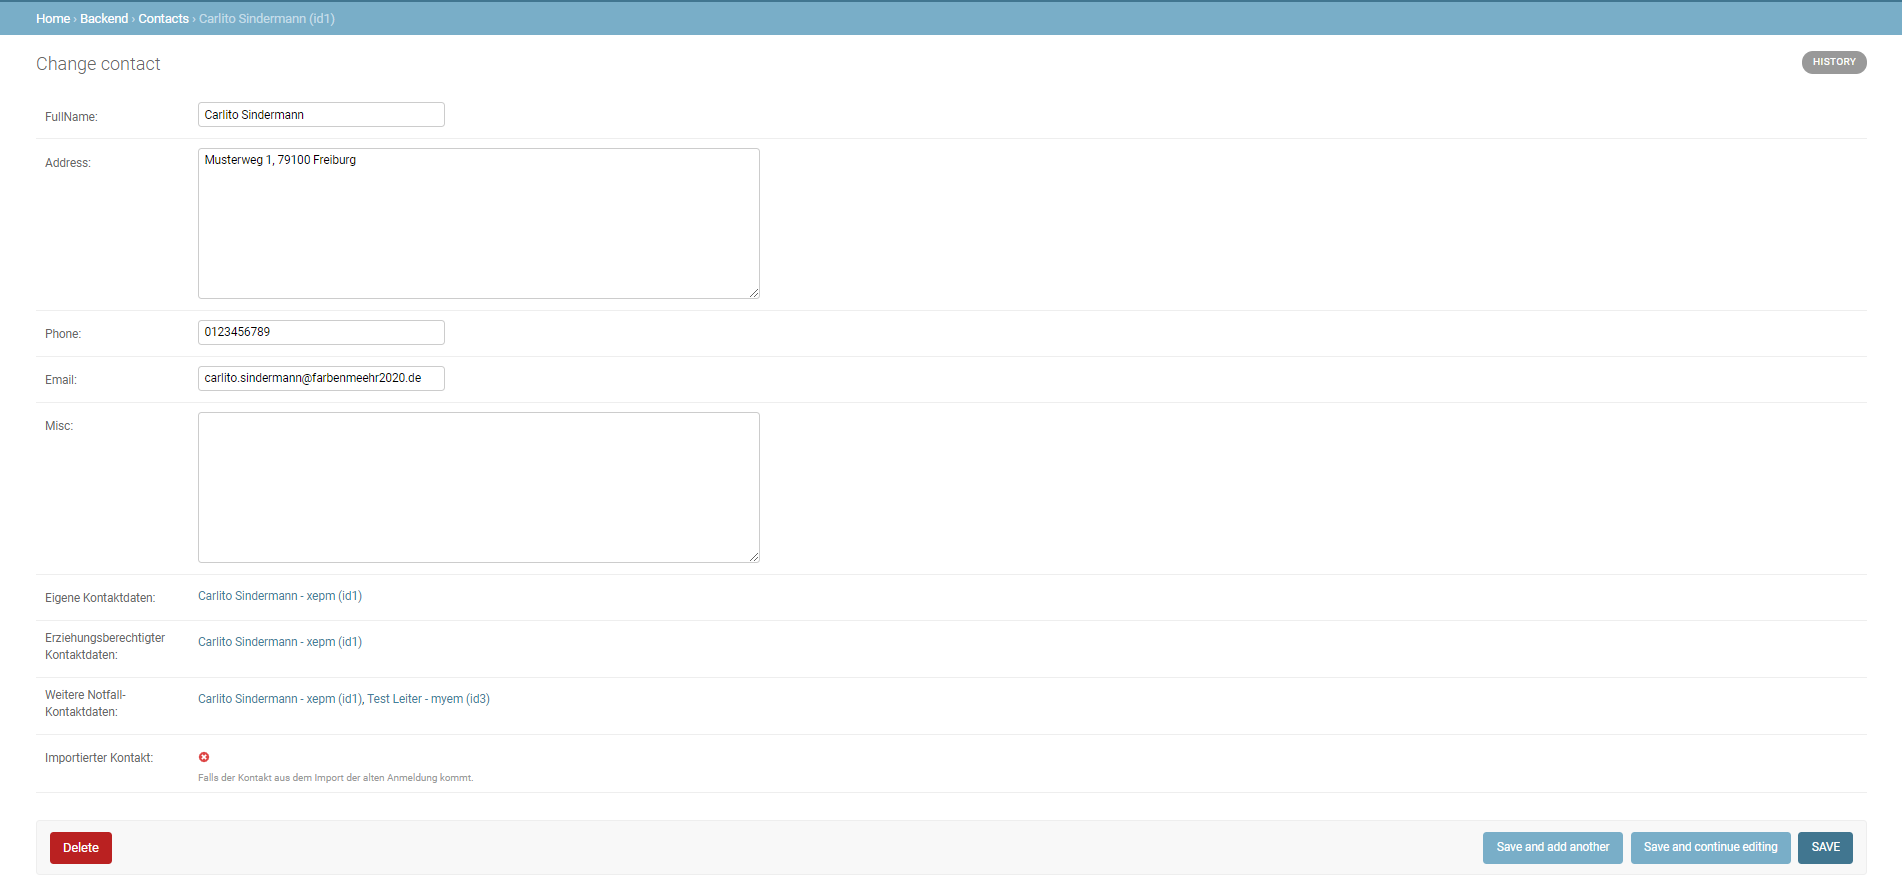 Home › Backend › Contacts › Carlito Sindermann (id1)
Change contact
HISTORY
FullName:
Carlito Sindermann
Address:
Musterweg 1, 79100 Freiburg
Phone:
0123456789
Email:
carlito.sindermann@farbenmeehr2020.de
Misc:
Eigene Kontaktdaten:
Carlito Sindermann - xepm (id1)
Erziehungsberechtigter
Kontaktdaten:
Carlito Sindermann - xepm (id1)
Weitere Notfall-
Kontaktdaten:
Carlito Sindermann - xepm (id1), Test Leiter - myem (id3)
Importierter Kontakt:
Falls der Kontakt aus dem Import der alten Anmeldung kommt.
Delete
Save and add another
Save and continue editing
SAVE